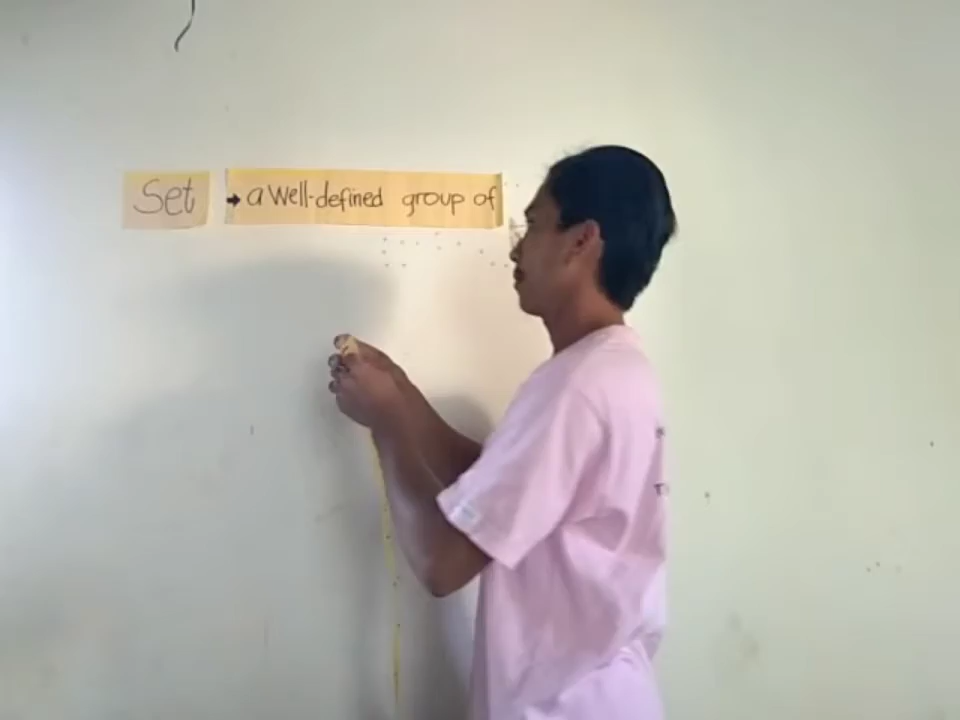 Set → a well-defined group of